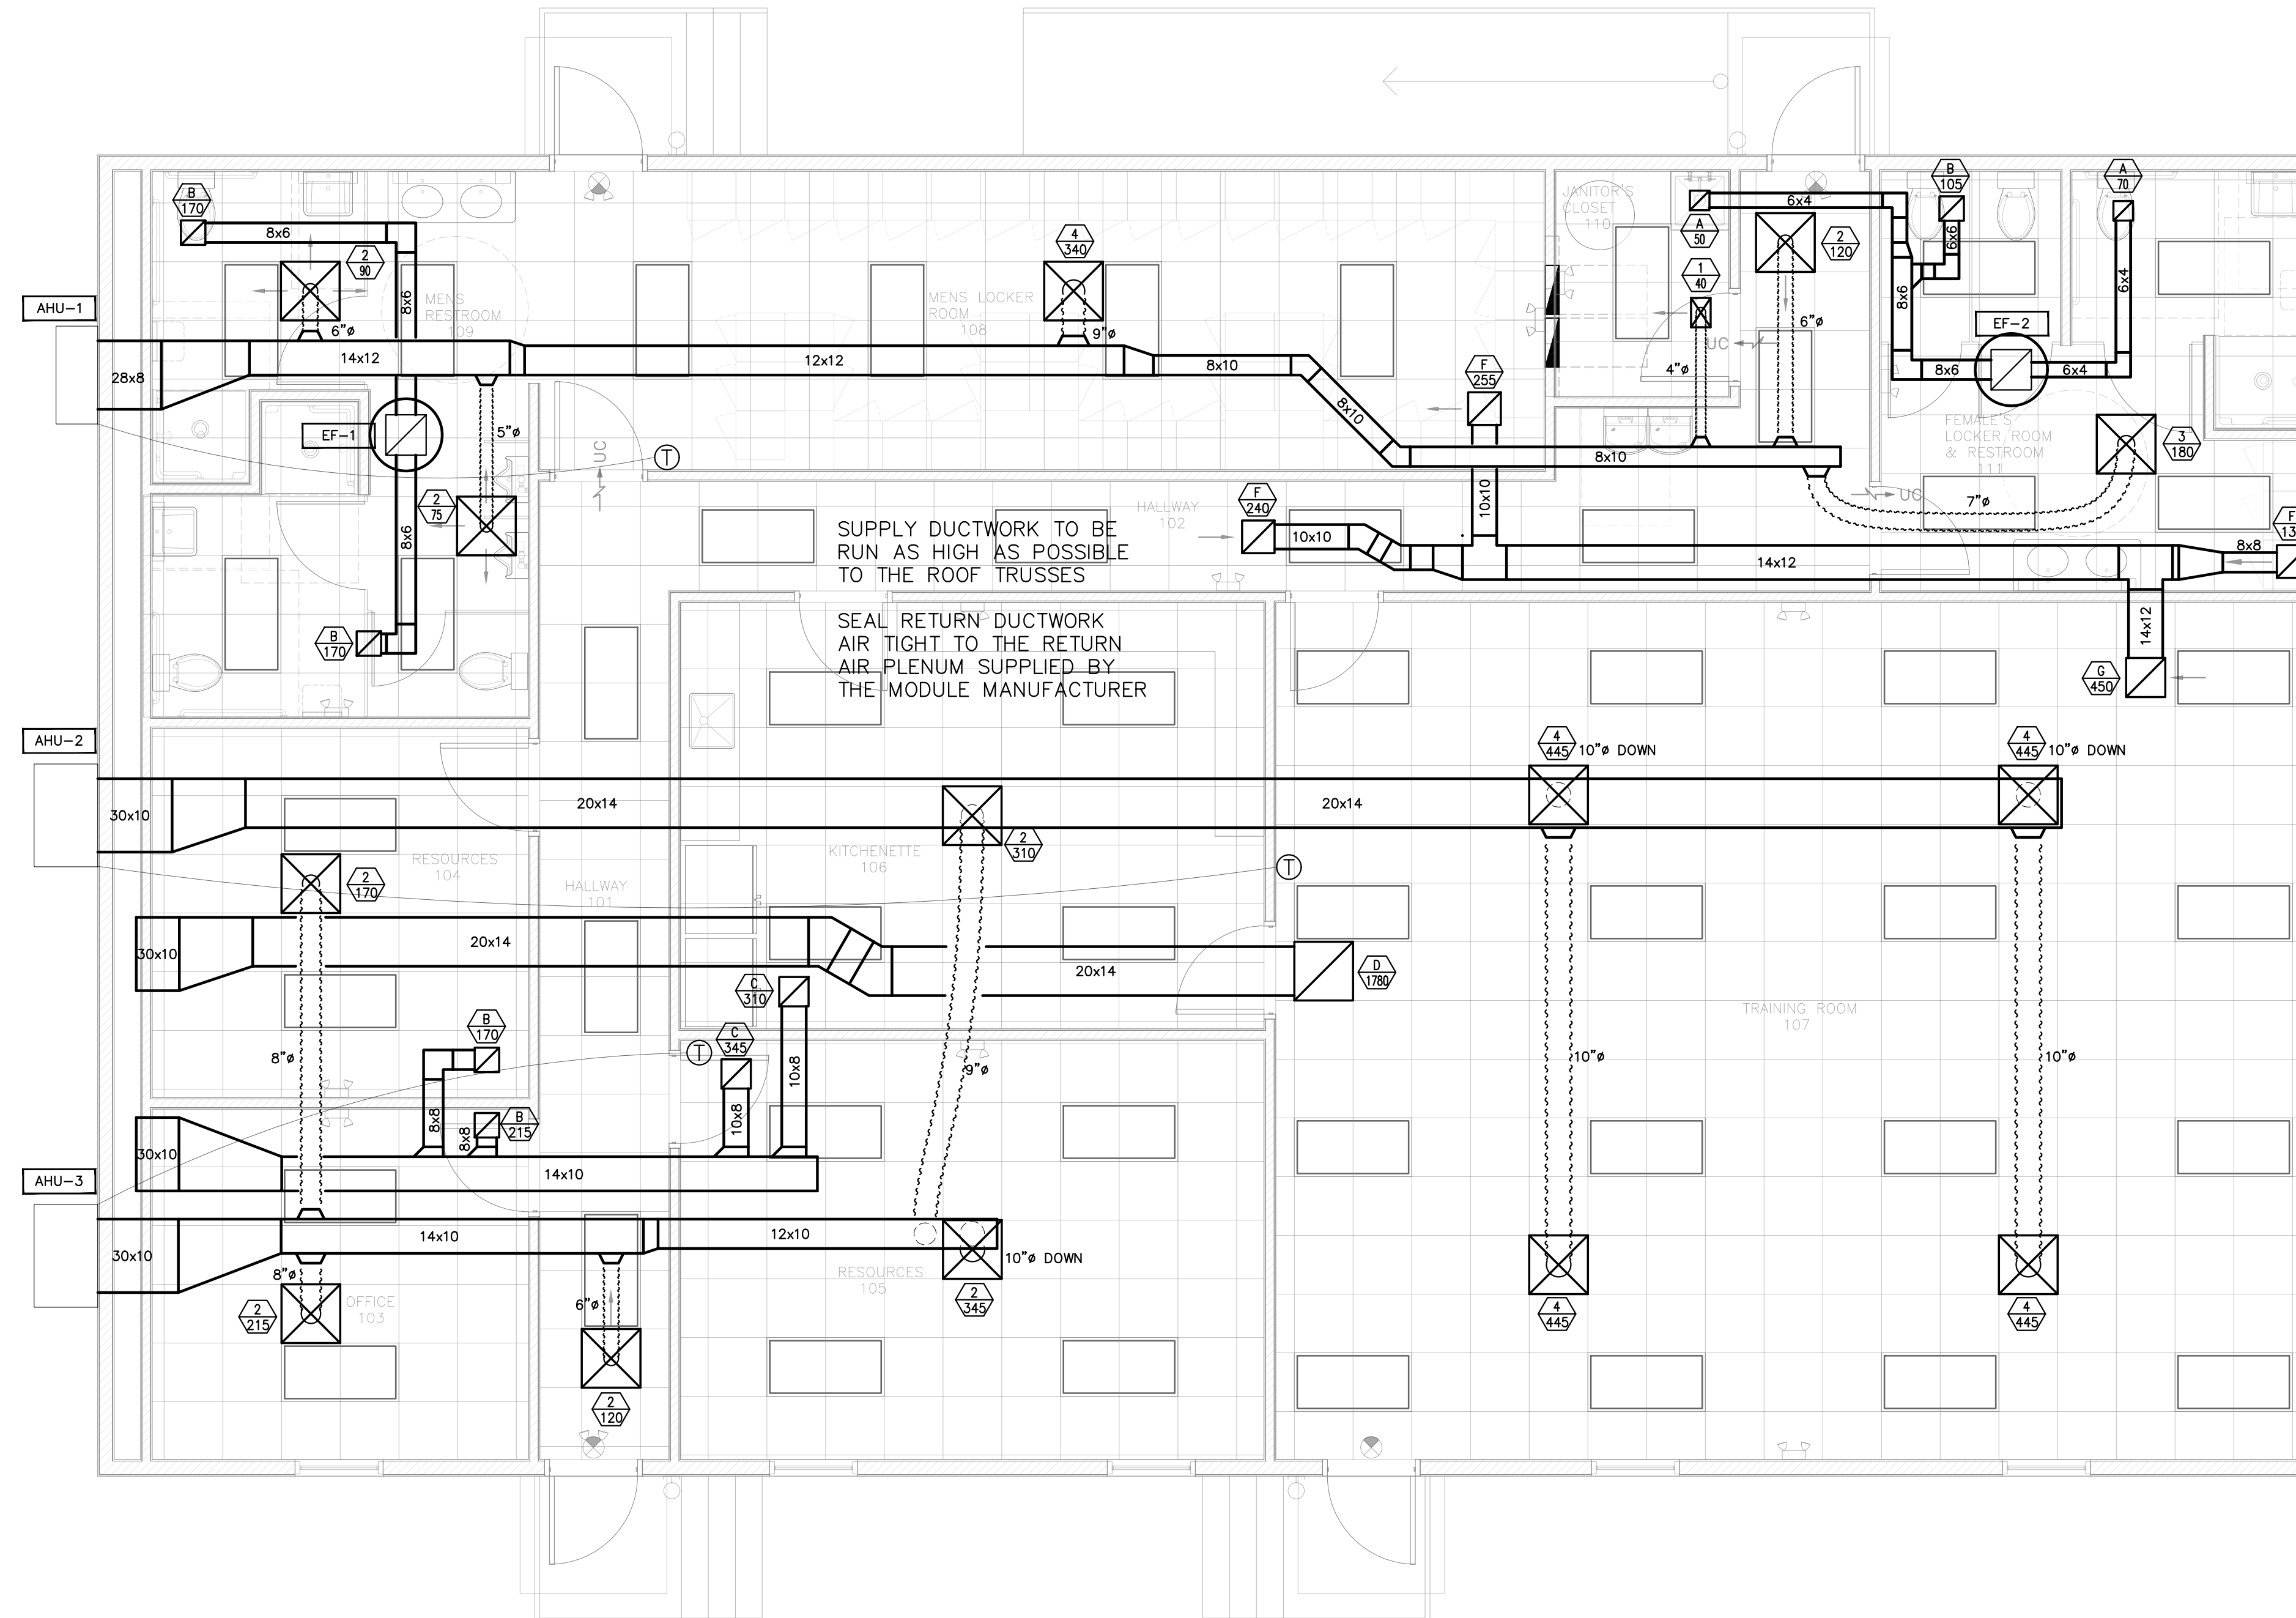 B
170
8x6
2
90
8x6
AHU-1
6"ø
MENS
RESTROOM
109
28x8
14x12
EF-1
5"ø
UC
T
2
75
8x6
B
170
4
340
MENS LOCKER
ROOM
108
9"ø
12x12
8x10
8x10
F
255
10x10
8x10
F
240
10x10
HALLWAY
102
SUPPLY DUCTWORK TO BE
RUN AS HIGH AS POSSIBLE
TO THE ROOF TRUSSES
SEAL RETURN DUCTWORK
AIR TIGHT TO THE RETURN
AIR PLENUM SUPPLIED BY
THE MODULE MANUFACTURER
JANITOR'S
CLOSET
110
A
50
1
40
4"ø
6x4
2
120
6"ø
UC
B
105
6x6
8x6
EF-2
8x6
6x4
A
70
6x4
FEMALE'S
LOCKER ROOM
& RESTROOM
111
3
180
UC
7"ø
14x12
8x8
F
13
14x12
G
450
AHU-2
30x10
20x14
20x14
4
445
10"ø DOWN
4
445
10"ø DOWN
2
310
KITCHENETTE
106
T
RESOURCES
104
2
170
HALLWAY
101
30x10
20x14
20x14
D
1780
C
310
C
345
T
B
170
8"ø
8x8
B
215
8x8
10x8
10x8
9"ø
10"ø
10"ø
TRAINING ROOM
107
30x10
14x10
AHU-3
30x10
14x10
12x10
10"ø DOWN
8"ø
OFFICE
103
2
215
6"ø
2
120
RESOURCES
105
2
345
4
445
4
445